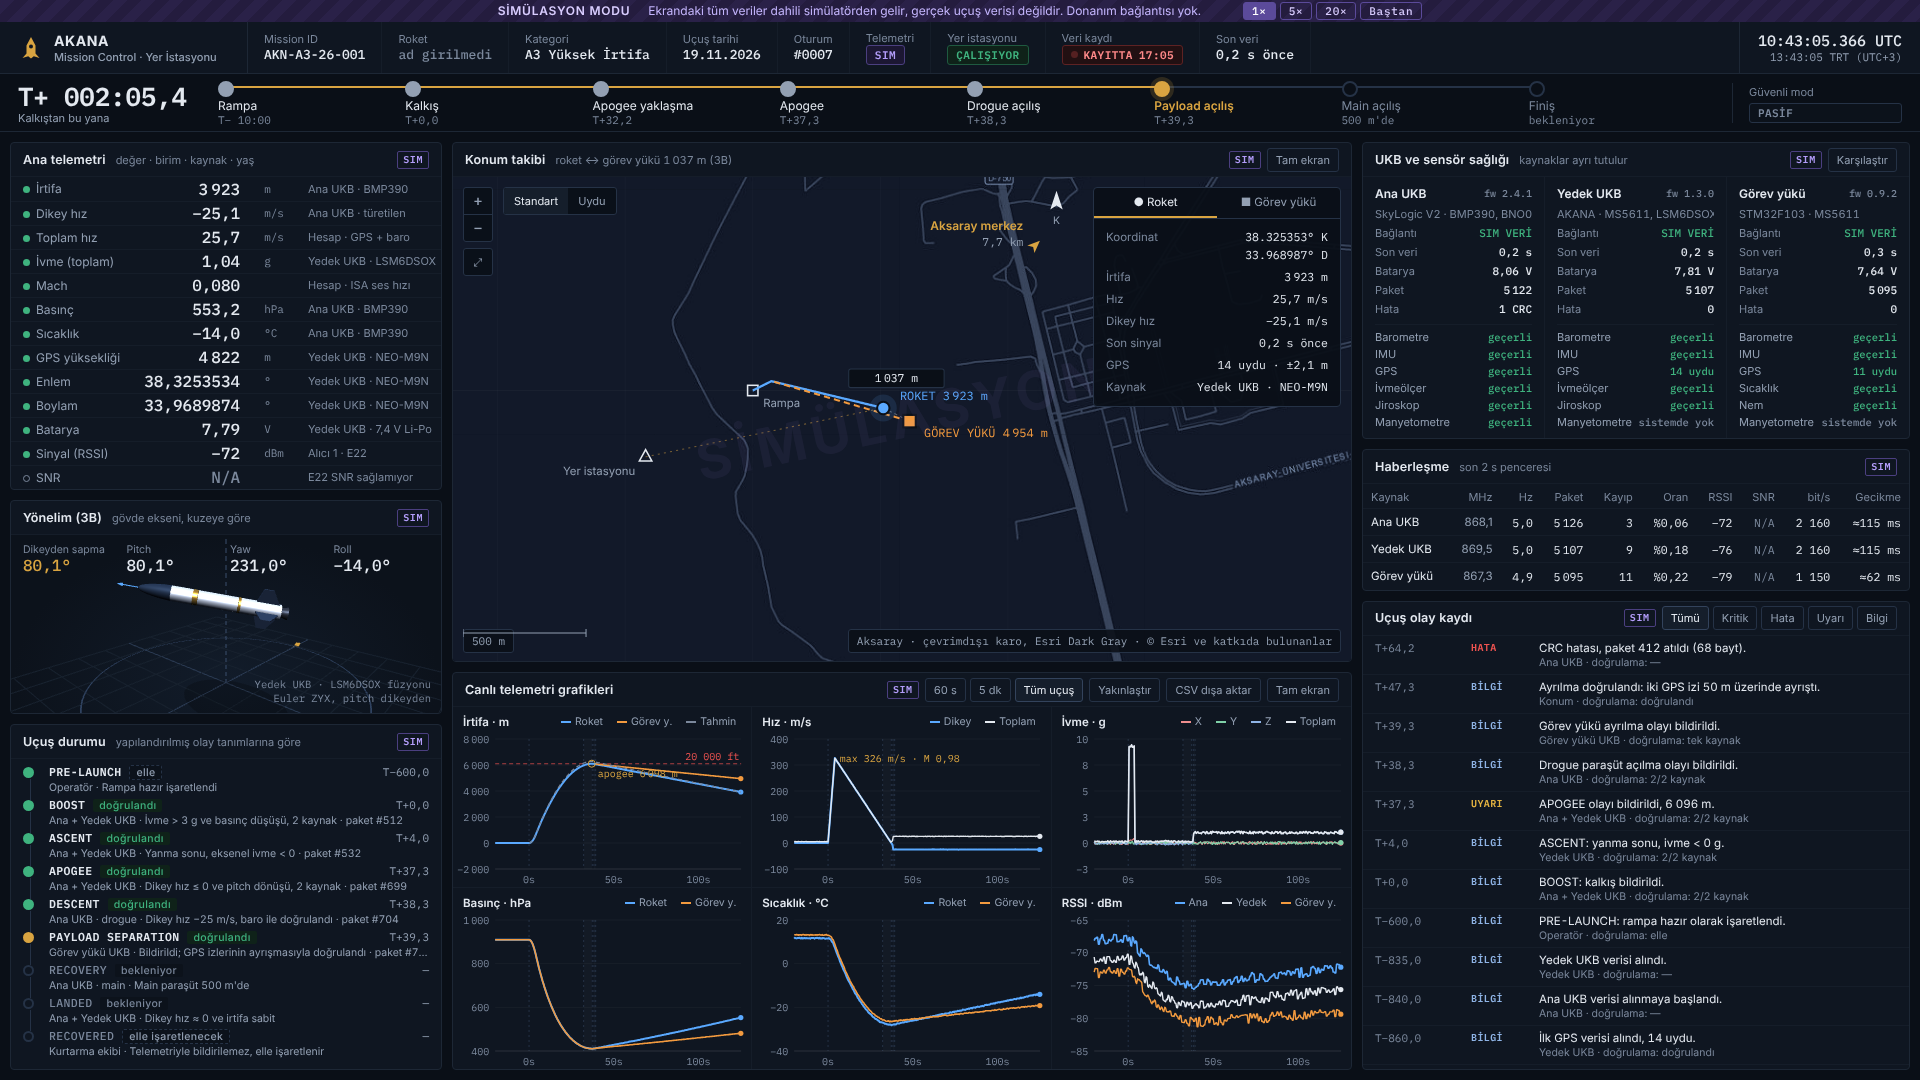 SİMÜLASYON MODU Ekrandaki tüm veriler dahili simülatörden gelir, gerçek uçuş verisi değildir. Donanım bağlantısı yok. 1× 5× 20× Baştan
AKANA
Mission Control · Yer İstasyonu
Mission ID
AKN-A3-26-001
Roket
ad girilmedi
Kategori
A3 Yüksek İrtifa
Uçuş tarihi
19.11.2026
Oturum
#0007
Telemetri
SIM
Yer istasyonu
ÇALIŞIYOR
Veri kaydı
KAYITTA 17:05
Son veri
0,2 s önce
10:43:05.366 UTC
13:43:05 TRT (UTC+3)
T+ 002:05,4
Kalkıştan bu yana
Rampa
T− 10:00
Kalkış
T+0,0
Apogee yaklaşma
T+32,2
Apogee
T+37,3
Drogue açılış
T+38,3
Payload açılış
T+39,3
Main açılış
500 m'de
Finiş
bekleniyor
Güvenli mod
PASİF
Ana telemetri değer · birim · kaynak · yaş SIM
İrtifa 3 923 m Ana UKB · BMP390
Dikey hız −25,1 m/s Ana UKB · türetilen
Toplam hız 25,7 m/s Hesap · GPS + baro
İvme (toplam) 1,04 g Yedek UKB · LSM6DSOX
Mach 0,080 Hesap · ISA ses hızı
Basınç 553,2 hPa Ana UKB · BMP390
Sıcaklık −14,0 °C Ana UKB · BMP390
GPS yüksekliği 4 822 m Yedek UKB · NEO-M9N
Enlem 38,3253534 ° Yedek UKB · NEO-M9N
Boylam 33,9689874 ° Yedek UKB · NEO-M9N
Batarya 7,79 V Yedek UKB · 7,4 V Li-Po
Sinyal (RSSI) −72 dBm Alıcı 1 · E22
SNR N/A E22 SNR sağlamıyor
Yönelim (3B) gövde ekseni, kuzeye göre SIM
Dikeyden sapma Pitch Yaw Roll
80,1° 80,1° 231,0° −14,0°
Yedek UKB · LSM6DSOX füzyonu
Euler ZYX, pitch dikeyden
Uçuş durumu yapılandırılmış olay tanımlarına göre SIM
PRE-LAUNCH elle T−600,0
Operatör · Rampa hazır işaretlendi
BOOST doğrulandı T+0,0
Ana + Yedek UKB · İvme > 3 g ve basınç düşüşü, 2 kaynak · paket #512
ASCENT doğrulandı T+4,0
Ana + Yedek UKB · Yanma sonu, eksenel ivme < 0 · paket #532
APOGEE doğrulandı T+37,3
Ana + Yedek UKB · Dikey hız ≤ 0 ve pitch dönüşü, 2 kaynak · paket #699
DESCENT doğrulandı T+38,3
Ana UKB · drogue · Dikey hız −25 m/s, baro ile doğrulandı · paket #704
PAYLOAD SEPARATION doğrulandı T+39,3
Görev yükü UKB · Bildirildi; GPS izlerinin ayrışmasıyla doğrulandı · paket #7…
RECOVERY bekleniyor —
Ana UKB · main · Main paraşüt 500 m'de
LANDED bekleniyor —
Ana + Yedek UKB · Dikey hız ≈ 0 ve irtifa sabit
RECOVERED elle işaretlenecek —
Kurtarma ekibi · Telemetriyle bildirilemez, elle işaretlenir
Konum takibi roket ↔ görev yükü 1 037 m (3B) SIM Tam ekran
+
−
⤢
Standart Uydu
D-750
K
Aksaray merkez
7,7 km
Roket Görev yükü
Koordinat 38.325353° K
33.968987° D
İrtifa 3 923 m
Hız 25,7 m/s
Dikey hız −25,1 m/s
Son sinyal 0,2 s önce
GPS 14 uydu · ±2,1 m
Kaynak Yedek UKB · NEO-M9N
1 037 m
ROKET 3 923 m
Rampa
GÖREV YÜKÜ 4 954 m
SİMÜLASYON
Yer istasyonu
AKSARAY ÜNİVERSİTESİ
500 m
Aksaray · çevrimdışı karo, Esri Dark Gray · © Esri ve katkıda bulunanlar
Canlı telemetri grafikleri SIM 60 s 5 dk Tüm uçuş Yakınlaştır CSV dışa aktar Tam ekran
İrtifa · m Roket Görev y. Tahmin
8 000
6 000
4 000
2 000
0
−2 000
20 000 ft
apogee 6 098 m
0s 50s 100s
Hız · m/s Dikey Toplam
400
300
200
100
0
−100
max 326 m/s · M 0,98
0s 50s 100s
İvme · g X Y Z Toplam
10
8
5
3
0
−3
0s 50s 100s
Basınç · hPa Roket Görev y.
1 000
800
600
400
0s 50s 100s
Sıcaklık · °C Roket Görev y.
20
0
−20
−40
0s 50s 100s
RSSI · dBm Ana Yedek Görev y.
−65
−70
−75
−80
−85
0s 50s 100s
UKB ve sensör sağlığı kaynaklar ayrı tutulur SIM Karşılaştır
Ana UKB fw 2.4.1
SkyLogic V2 · BMP390, BNO0
Bağlantı SIM VERİ
Son veri 0,2 s
Batarya 8,06 V
Paket 5 122
Hata 1 CRC
Barometre geçerli
IMU geçerli
GPS geçerli
İvmeölçer geçerli
Jiroskop geçerli
Manyetometre geçerli
Yedek UKB fw 1.3.0
AKANA · MS5611, LSM6DSOX
Bağlantı SIM VERİ
Son veri 0,2 s
Batarya 7,81 V
Paket 5 107
Hata 0
Barometre geçerli
IMU geçerli
GPS 14 uydu
İvmeölçer geçerli
Jiroskop geçerli
Manyetometre sistemde yok
Görev yükü fw 0.9.2
STM32F103 · MS5611
Bağlantı SIM VERİ
Son veri 0,3 s
Batarya 7,64 V
Paket 5 095
Hata 0
Barometre geçerli
IMU geçerli
GPS 11 uydu
Sıcaklık geçerli
Nem geçerli
Manyetometre sistemde yok
Haberleşme son 2 s penceresi SIM
Kaynak MHz Hz Paket Kayıp Oran RSSI SNR bit/s Gecikme
Ana UKB 868,1 5,0 5 126 3 %0,06 −72 N/A 2 160 ≈115 ms
Yedek UKB 869,5 5,0 5 107 9 %0,18 −76 N/A 2 160 ≈115 ms
Görev yükü 867,3 4,9 5 095 11 %0,22 −79 N/A 1 150 ≈62 ms
Uçuş olay kaydı SIM Tümü Kritik Hata Uyarı Bilgi
T+64,2 HATA CRC hatası, paket 412 atıldı (68 bayt).
Ana UKB · doğrulama: —
T+47,3 BİLGİ Ayrılma doğrulandı: iki GPS izi 50 m üzerinde ayrıştı.
Konum · doğrulama: doğrulandı
T+39,3 BİLGİ Görev yükü ayrılma olayı bildirildi.
Görev yükü UKB · doğrulama: tek kaynak
T+38,3 BİLGİ Drogue paraşüt açılma olayı bildirildi.
Ana UKB · doğrulama: 2/2 kaynak
T+37,3 UYARI APOGEE olayı bildirildi, 6 096 m.
Ana + Yedek UKB · doğrulama: 2/2 kaynak
T+4,0 BİLGİ ASCENT: yanma sonu, ivme < 0 g.
Yedek UKB · doğrulama: 2/2 kaynak
T+0,0 BİLGİ BOOST: kalkış bildirildi.
Ana + Yedek UKB · doğrulama: 2/2 kaynak
T−600,0 BİLGİ PRE-LAUNCH: rampa hazır olarak işaretlendi.
Operatör · doğrulama: elle
T−835,0 BİLGİ Yedek UKB verisi alındı.
Yedek UKB · doğrulama: —
T−840,0 BİLGİ Ana UKB verisi alınmaya başlandı.
Ana UKB · doğrulama: —
T−860,0 BİLGİ İlk GPS verisi alındı, 14 uydu.
Yedek UKB · doğrulama: doğrulandı